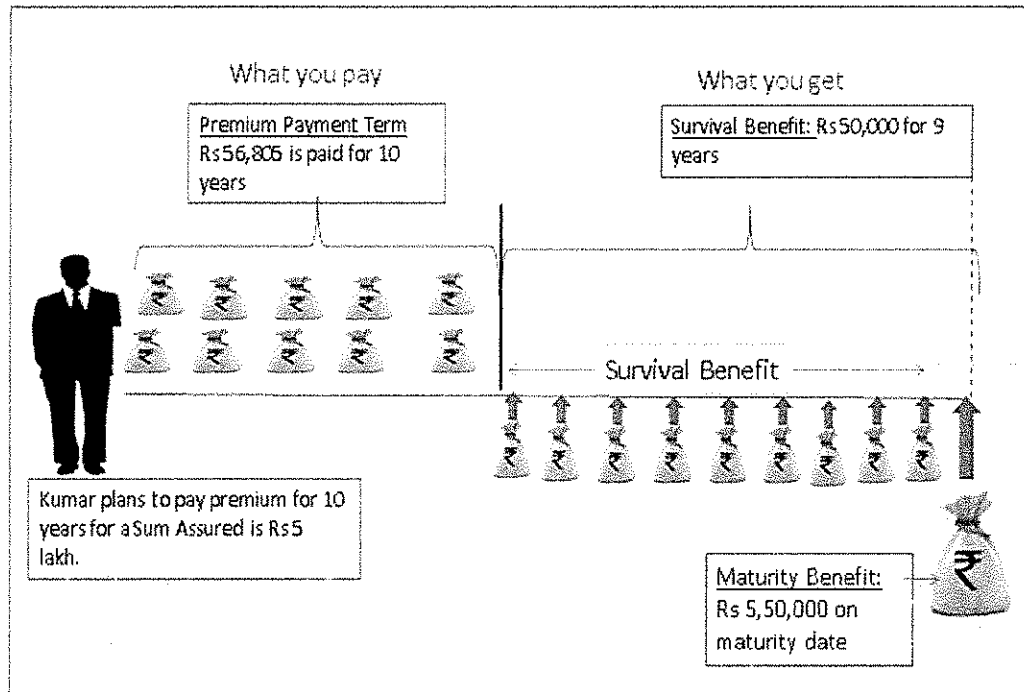 What you pay
What you get
Premium Payment Term
Rs56,805 is paid for 10
years
Survival Benefit: Rs50,000 for 9
years
Survival Benefit
Kumar plans to pay premium for 10
years for a Sum Assured is Rs5
lakh.
Maturity Benefit:
Rs 5,50,000 on
maturity date
₹